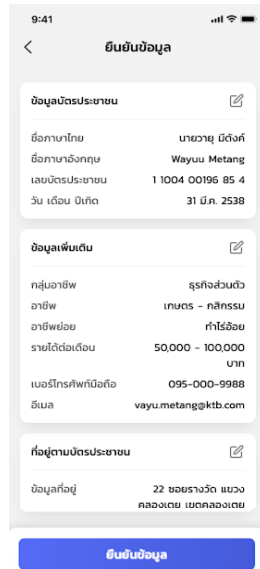 9:41
ยืนยันข้อมูล
ข้อมูลบัตรประชาชน
ชื่อภาษาไทย นายวายุ มีตังค์
ชื่อภาษาอังกฤษ Wayuu Metang
เลขบัตรประชาชน 1 1004 00196 85 4
วัน เดือน ปีเกิด 31 มี.ค. 2538
ข้อมูลเพิ่มเติม
กลุ่มอาชีพ ธุรกิจส่วนตัว
อาชีพ เกษตร - กสิกรรม
อาชีพย่อย ทำไร่อ้อย
รายได้ต่อเดือน 50,000 - 100,000
บาท
เบอร์โทรศัพท์มือถือ 095-000-9988
อีเมล vayu.metang@ktb.com
ที่อยู่ตามบัตรประชาชน
ข้อมูลที่อยู่ 22 ซอยรางวัด แขวง
คลองเตย เขตคลองเตย
ยืนยันข้อมูล